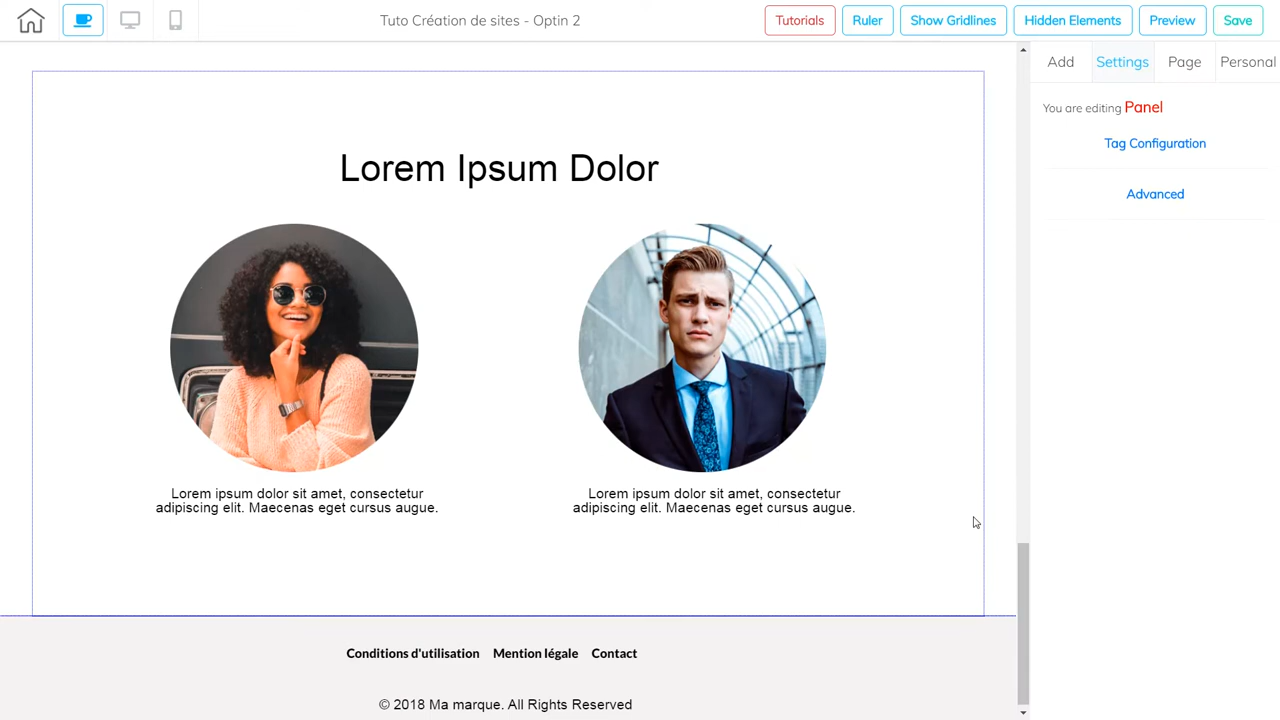 Tuto Création de sites - Optin 2
Tutorials
Ruler
Show Gridlines
Hidden Elements
Preview
Save
Add
Settings
Page
Personal
You are editing Panel
Tag Configuration
Advanced
Lorem Ipsum Dolor
Lorem ipsum dolor sit amet, consectetur
adipiscing elit. Maecenas eget cursus augue.
Lorem ipsum dolor sit amet, consectetur
adipiscing elit. Maecenas eget cursus augue.
Conditions d'utilisation Mention légale Contact
© 2018 Ma marque. All Rights Reserved